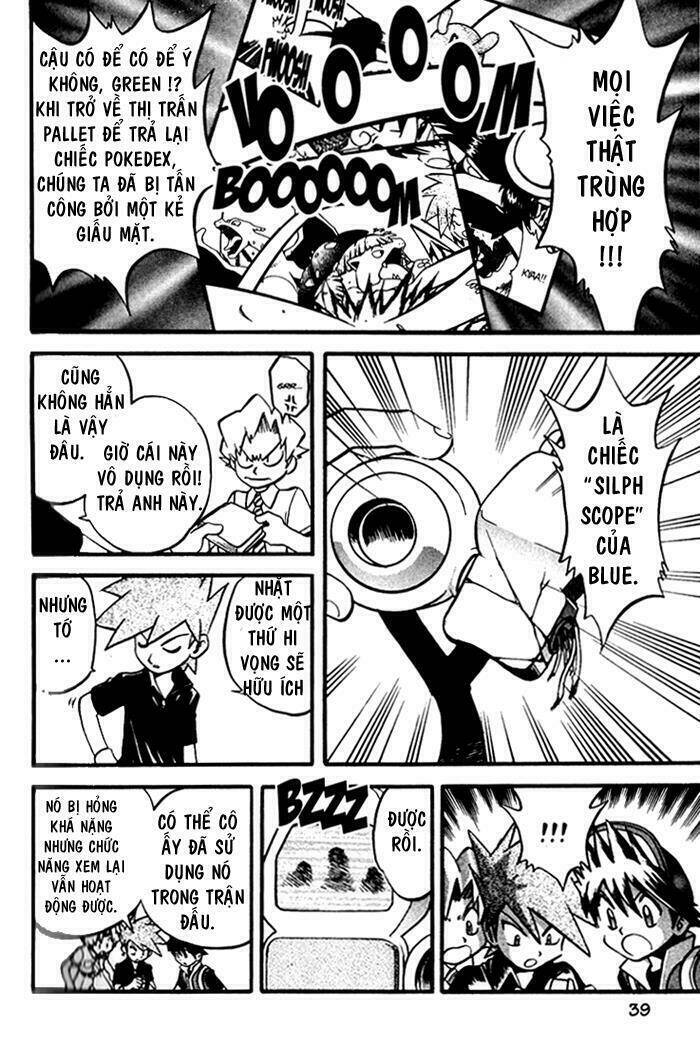 MỌI
VIỆC
THẬT
TRÙNG
HỢP
!!!
FWOOSH!
FWOOSH!
VOOOOM
BOOOOOOM
KIRA!!
CẬU CÓ ĐỂ CÓ ĐỂ Ý
KHÔNG, GREEN !?
KHI TRỞ VỀ THỊ TRẤN
PALLET ĐỂ TRẢ LẠI
CHIẾC POKEDEX,
CHÚNG TA ĐÃ BỊ TẤN
CÔNG BỞI MỘT KẺ
GIẤU MẶT.
LÀ
CHIẾC
“SILPH
SCOPE”
CỦA
BLUE.
GRR...
CŨNG
KHÔNG HẲN
LÀ VẬY
ĐÂU.
GIỜ CÁI NÀY
VÔ DỤNG RỒI!
TRẢ ANH NÀY.
NHẶT
ĐƯỢC MỘT
THỨ HI
VỌNG SẼ
HỮU ÍCH
NHƯNG
TỚ
...
!!!
ĐƯỢC
RỒI.
BZZZ
CÓ THỂ CÔ
ẤY ĐÃ SỬ
DỤNG NÓ
TRONG TRẬN
ĐẤU.
NÓ BỊ HỎNG
KHÁ NẶNG
NHƯNG CHỨC
NĂNG XEM LẠI
VẪN HOẠT
ĐỘNG ĐƯỢC.
39